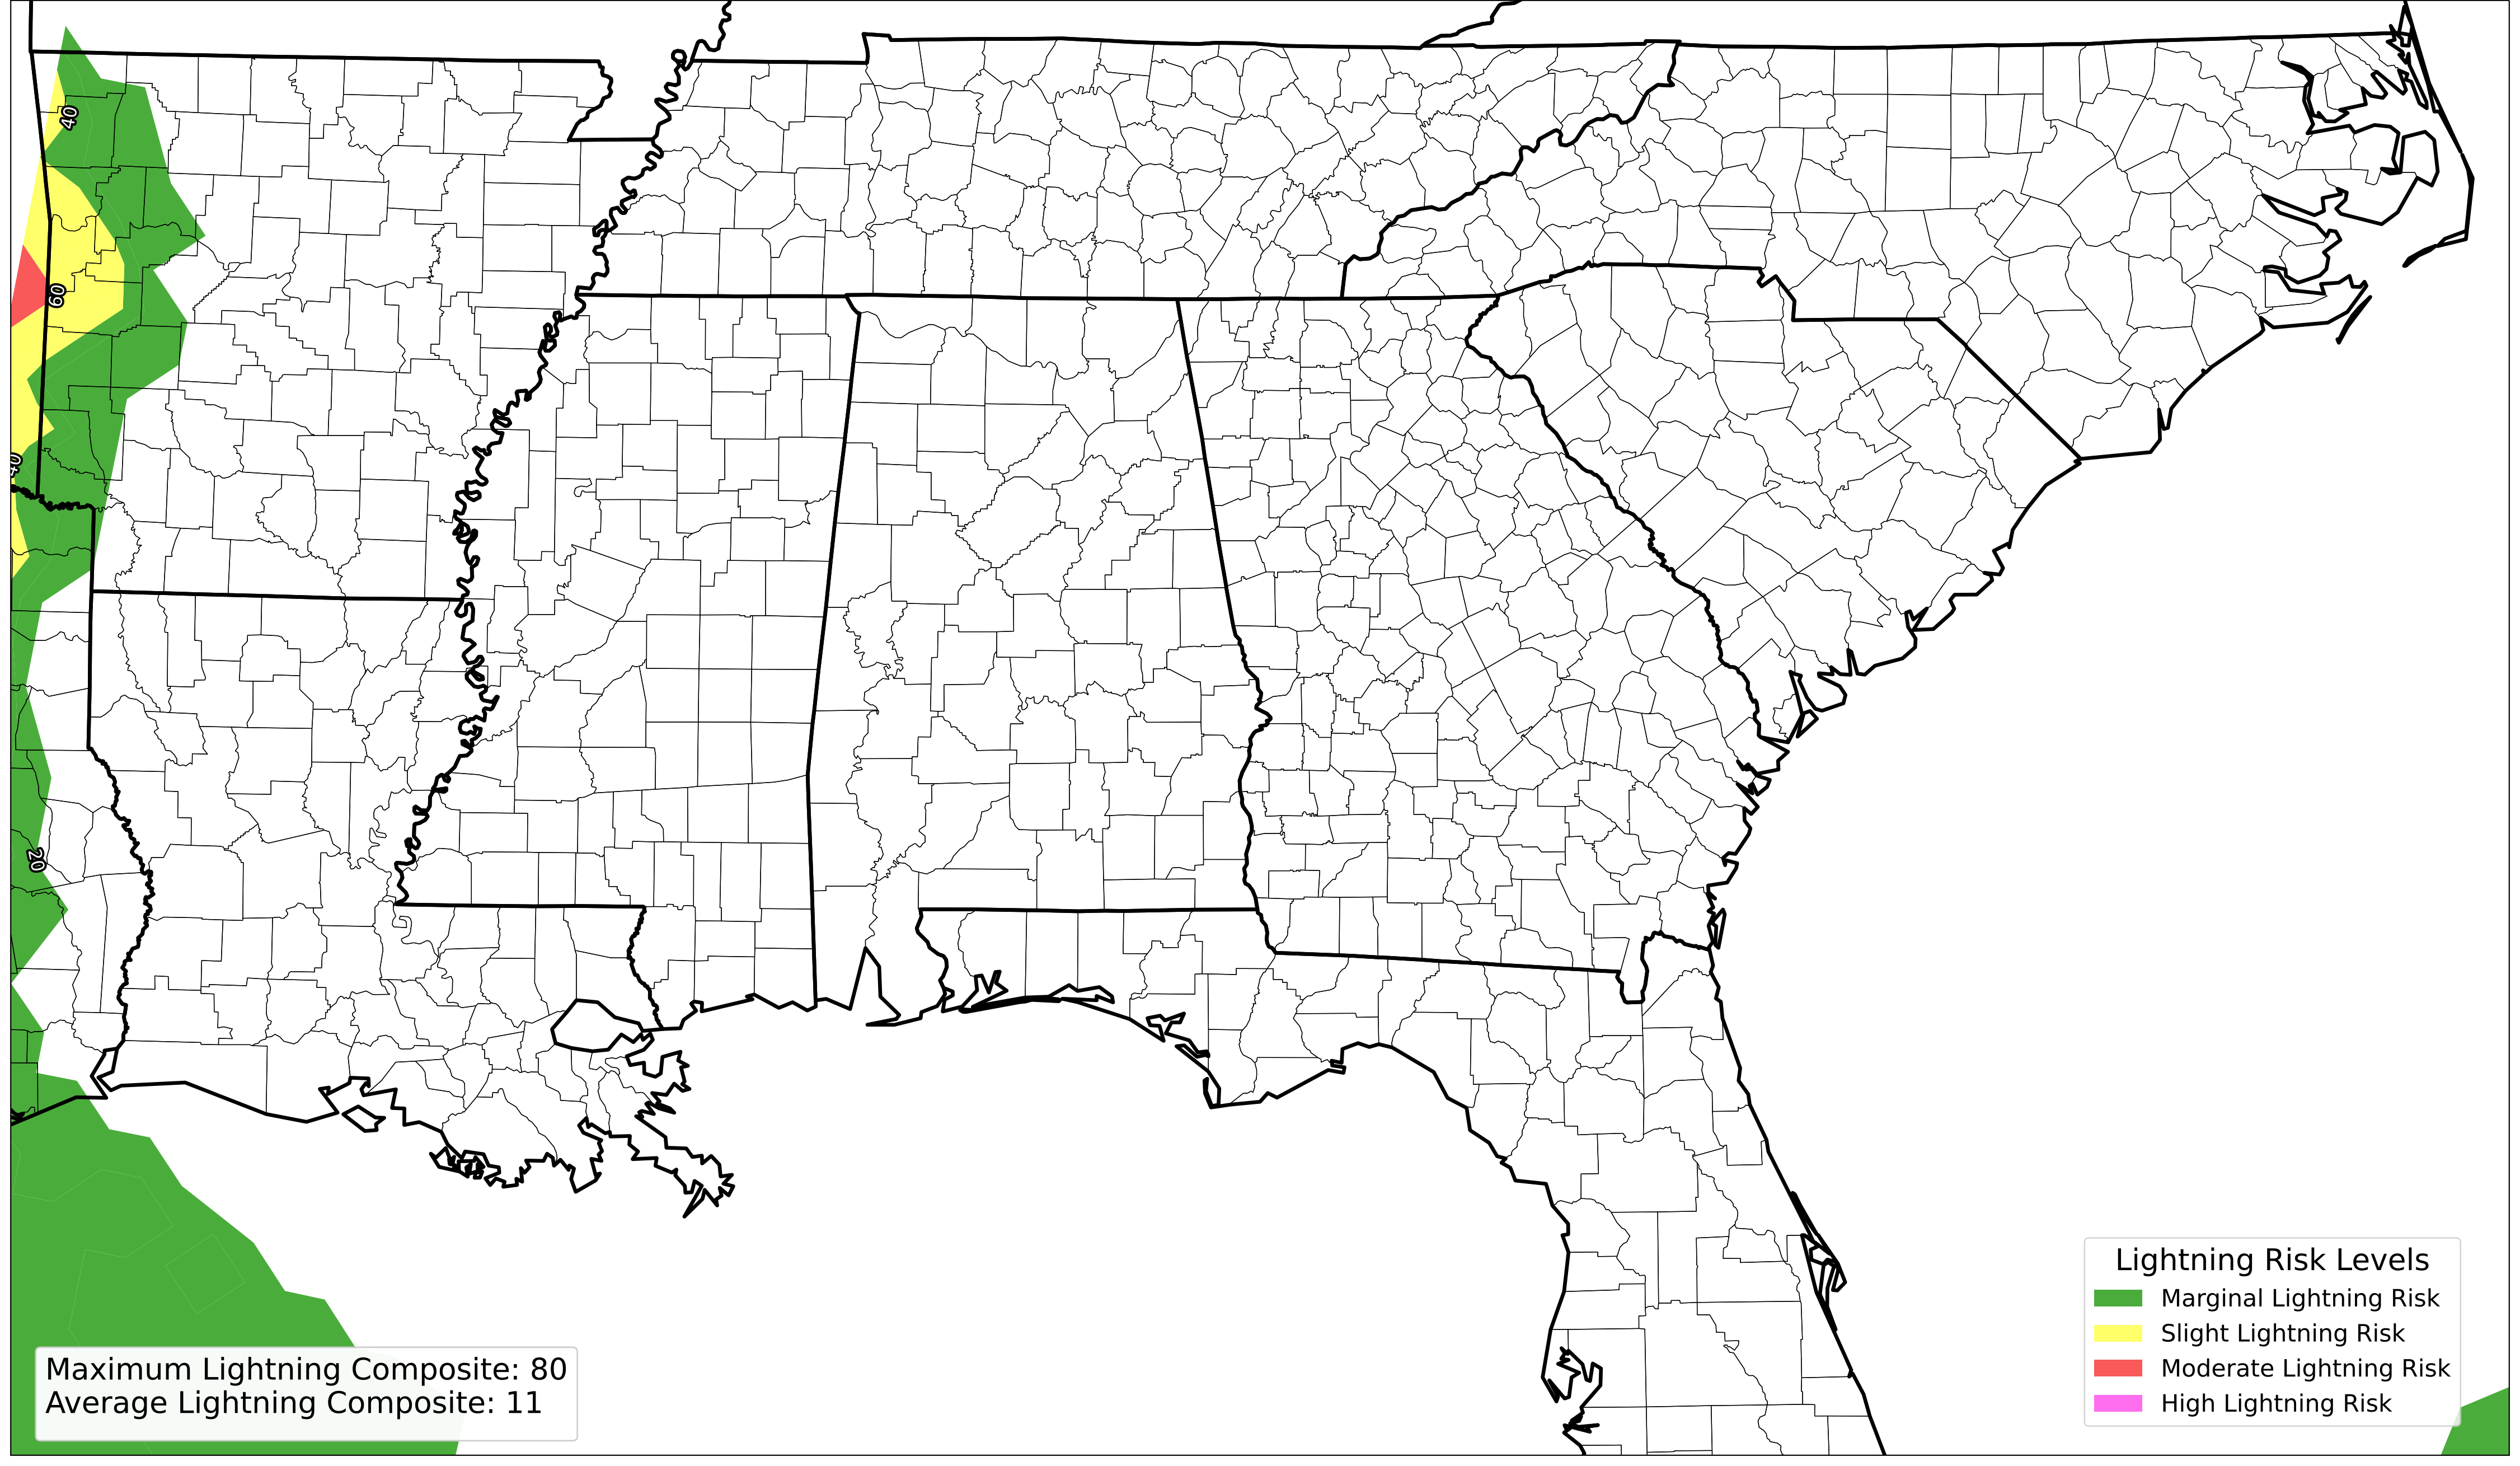 40
60
40
20
Lightning Risk Levels
Marginal Lightning Risk
Slight Lightning Risk
Moderate Lightning Risk
High Lightning Risk
Maximum Lightning Composite: 80
Average Lightning Composite: 11